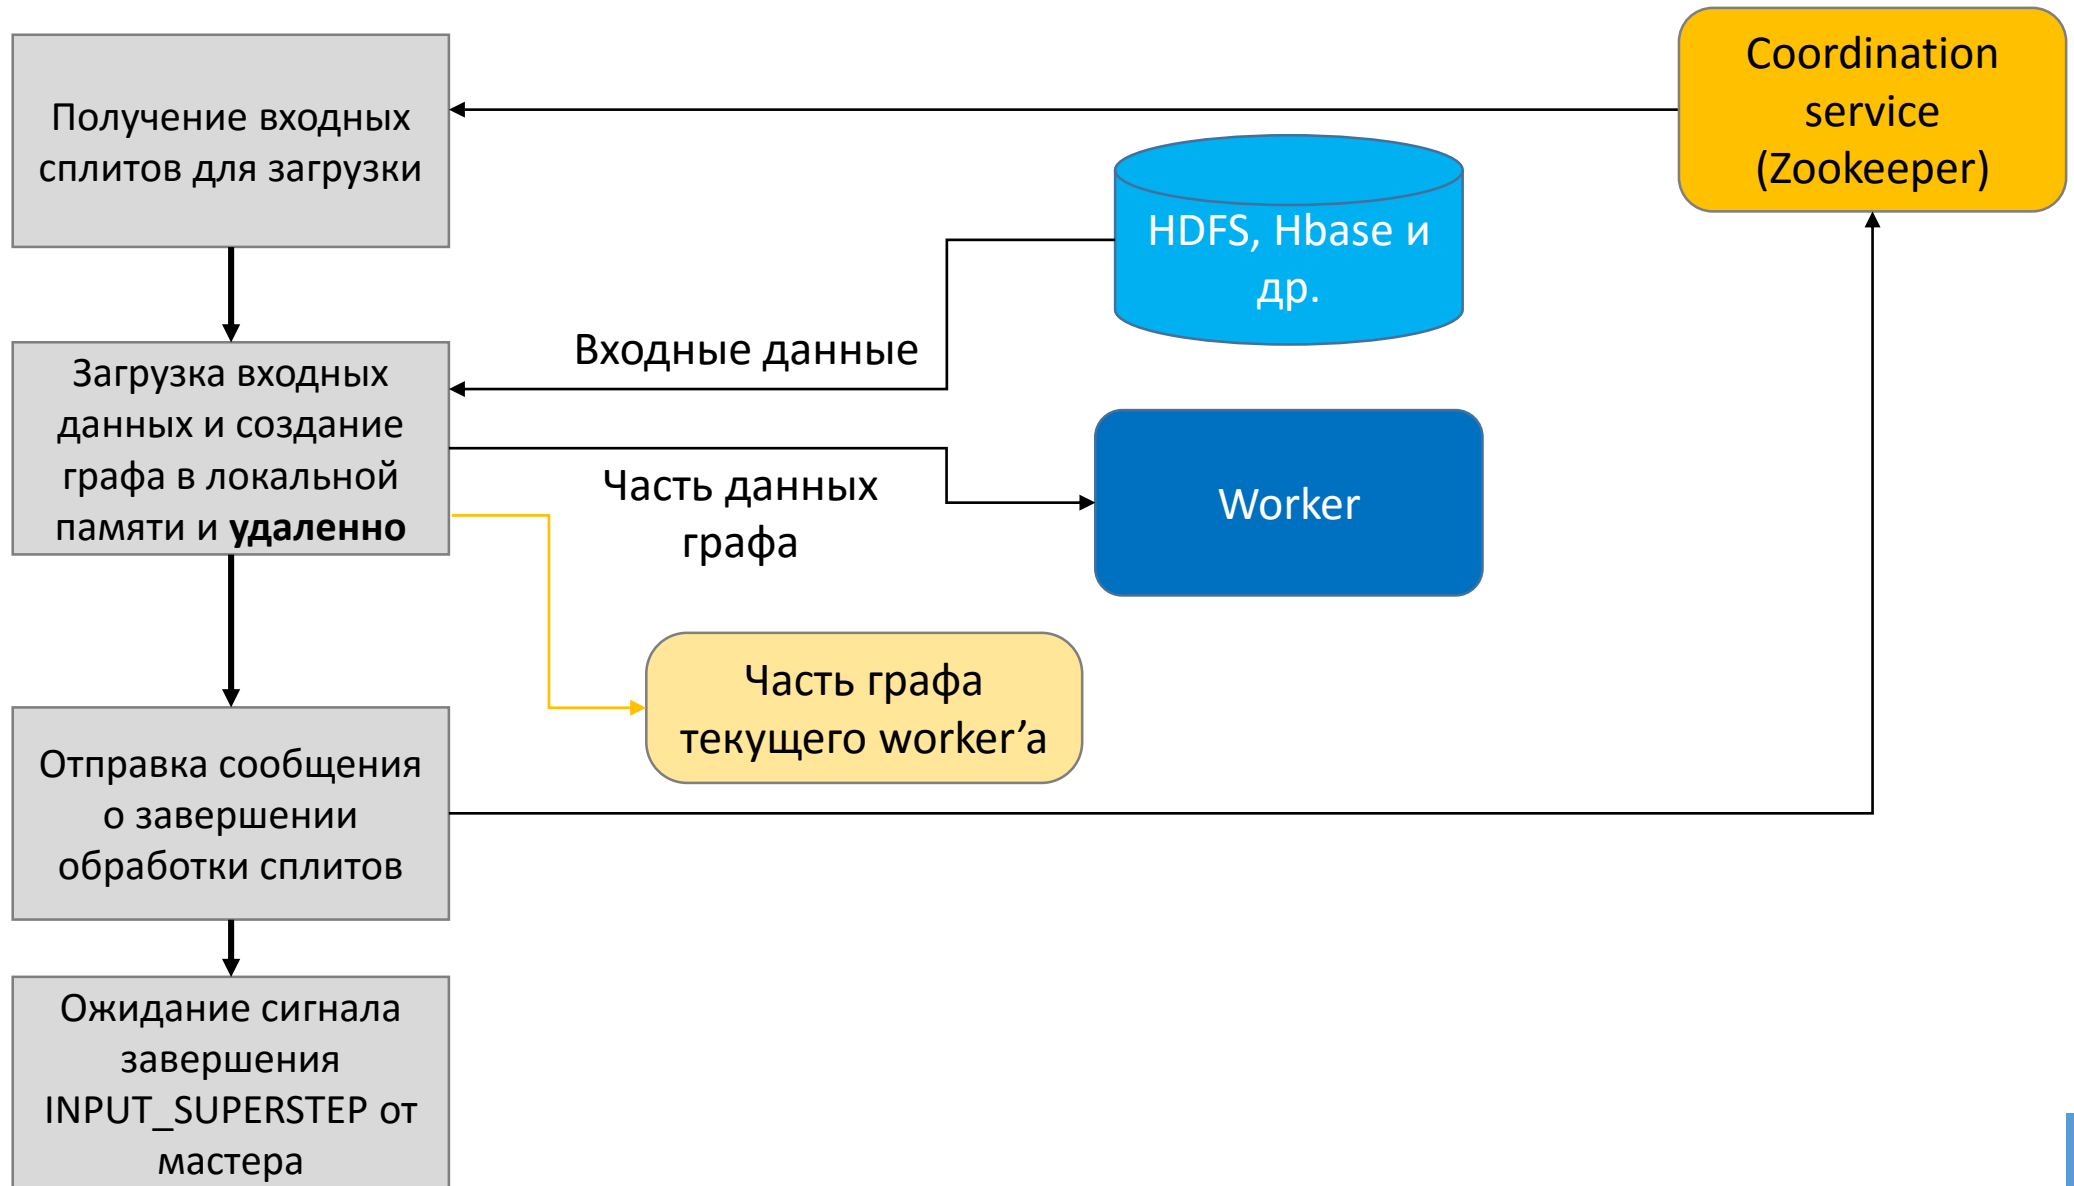 Получение входных
сплитов для загрузки
Coordination
service
(Zookeeper)
HDFS, Hbase и
др.
Входные данные
Загрузка входных
данных и создание
графа в локальной
памяти и удаленно
Часть данных
графа
Worker
Часть графа
текущего worker’а
Отправка сообщения
о завершении
обработки сплитов
Ожидание сигнала
завершения
INPUT_SUPERSTEP от
мастера